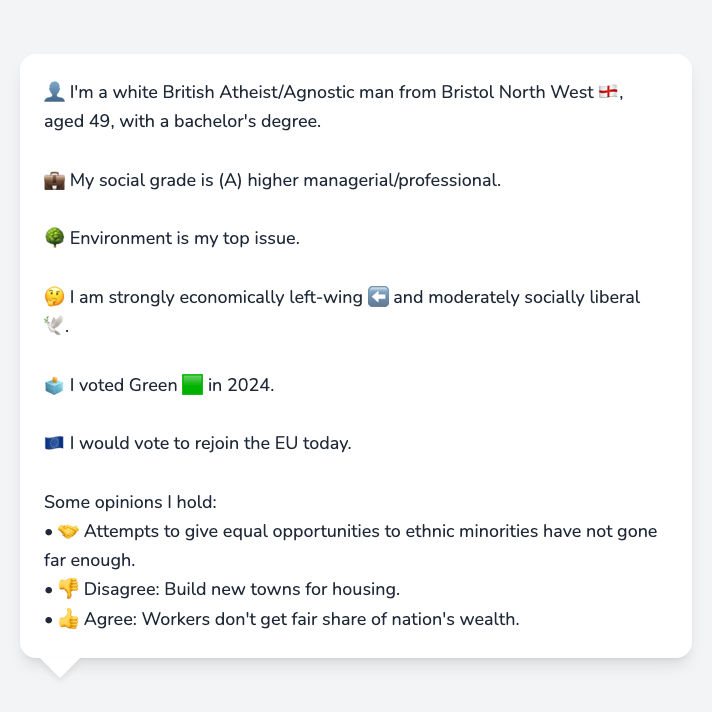 👤 I'm a white British Atheist/Agnostic man from Bristol North West 🏴󠁧󠁢󠁥󠁮󠁧󠁿,
aged 49, with a bachelor's degree.
💼 My social grade is (A) higher managerial/professional.
🌳 Environment is my top issue.
🤔 I am strongly economically left-wing ⬅️ and moderately socially liberal
🕊️.
🗳️ I voted Green 🟩 in 2024.
🇪🇺 I would vote to rejoin the EU today.
Some opinions I hold:
• 🤝 Attempts to give equal opportunities to ethnic minorities have not gone
far enough.
• 👎 Disagree: Build new towns for housing.
• 👍 Agree: Workers don't get fair share of nation's wealth.